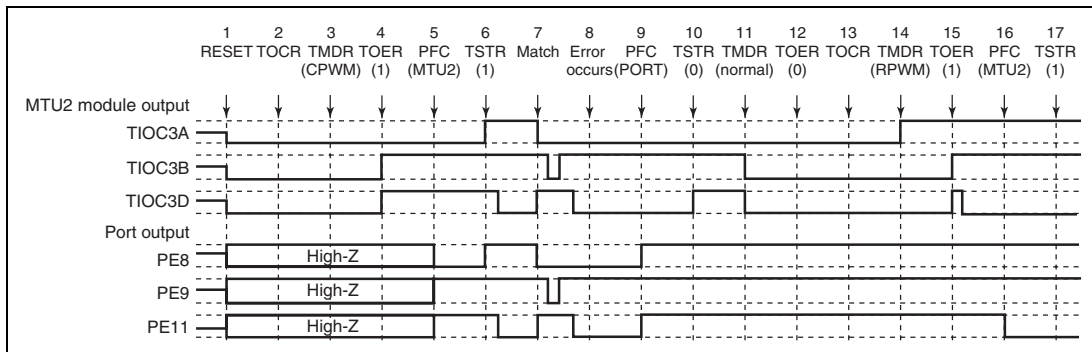 1 2 3 4 5 6 7 8 9 10 11 12 13 14 15 16 17
RESET TOCR TMDR TOER PFC TSTR Match Error PFC TSTR TMDR TOER TOCR TMDR TOER PFC TSTR
(CPWM) (1) (MTU2) (1) occurs (PORT) (0) (normal) (0) (RPWM) (1) (MTU2) (1)
MTU2 module output
TIOC3A
TIOC3B
TIOC3D
Port output
PE8 High-Z
PE9 High-Z
PE11 High-Z